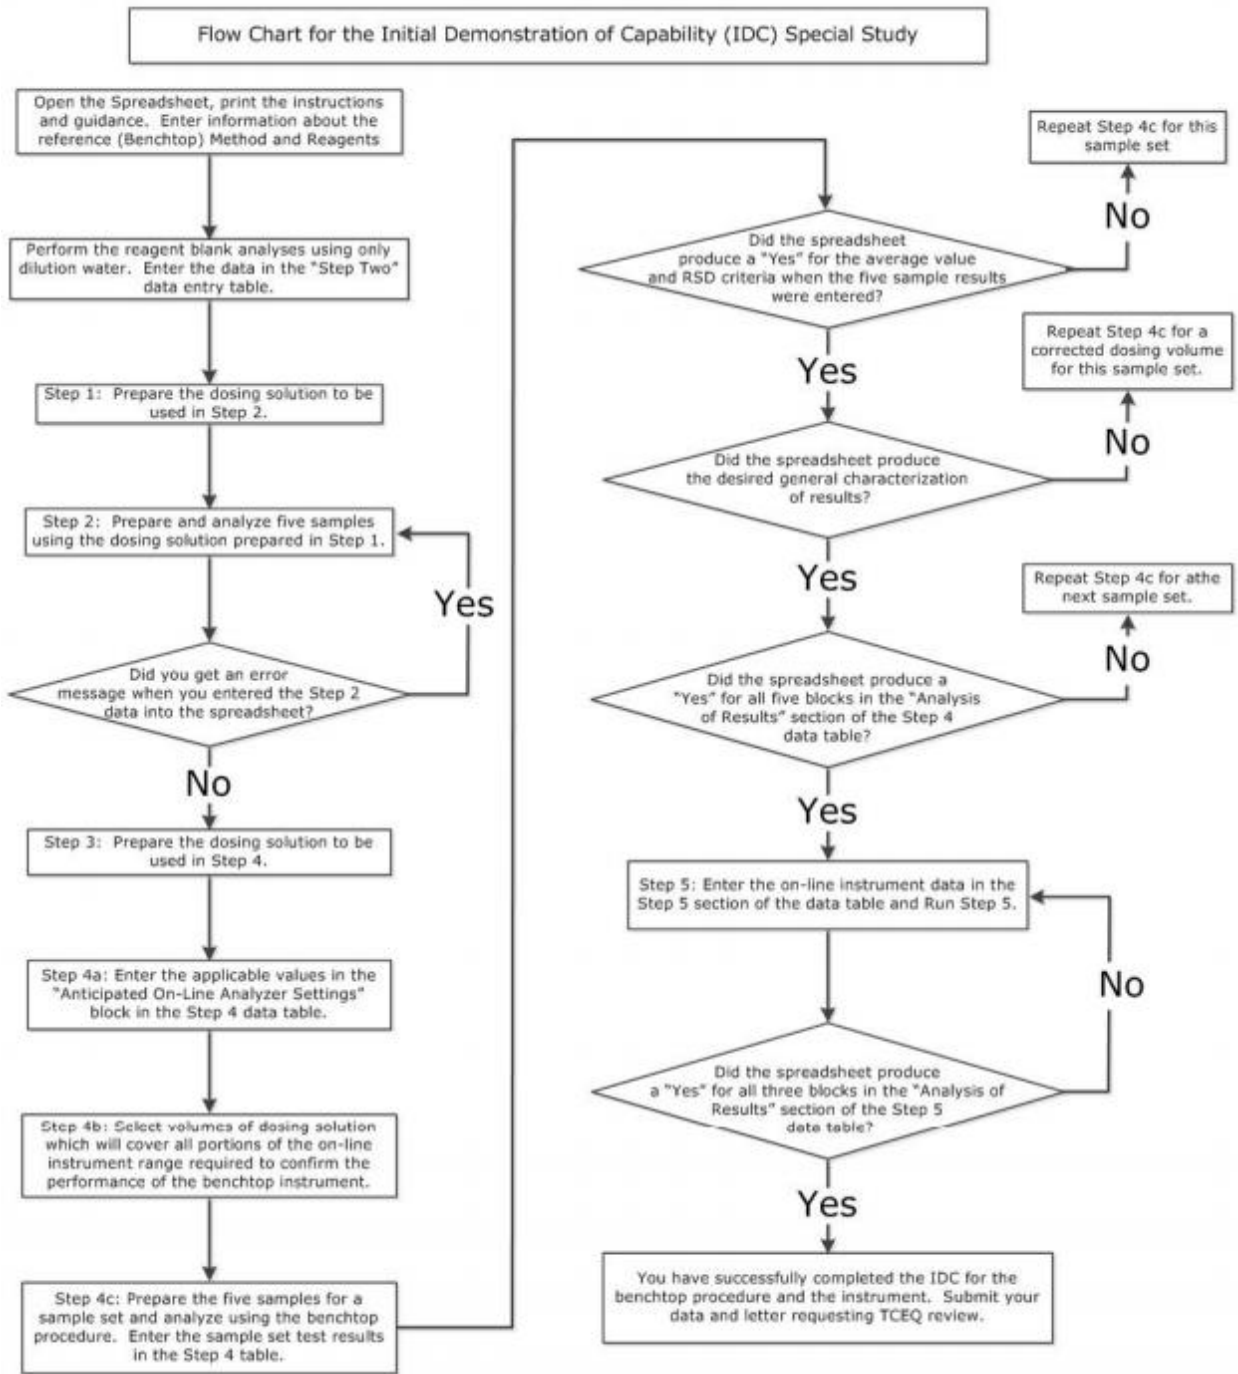 Flow Chart for the Initial Demonstration of Capability (IDC) Special Study
Open the Spreadsheet, print the instructions
and guidance. Enter information about the
reference (Benchtop) Method and Reagents
Perform the reagent blank analyses using only
dilution water. Enter the data in the "Step Two"
data entry table.
Step 1: Prepare the dosing solution to be
used in Step 2.
Step 2: Prepare and analyze five samples
using the dosing solution prepared in Step 1.
Yes
Did you get an error
message when you entered the Step 2
data into the spreadsheet?
No
Step 3: Prepare the dosing solution to be
used in Step 4.
Step 4a: Enter the applicable values in the
"Anticipated On-Line Analyzer Settings"
block in the Step 4 data table.
Step 4b: Select volumes of dosing solution
which will cover all portions of the on-line
instrument range required to confirm the
performance of the benchtop instrument.
Step 4c: Prepare the five samples for a
sample set and analyze using the benchtop
procedure. Enter the sample set test results
in the Step 4 table.
Repeat Step 4c for this
sample set
No
Did the spreadsheet
produce a "Yes" for the average value
and RSD criteria when the five sample results
were entered?
Yes
Repeat Step 4c for a
corrected dosing volume
for this sample set.
No
Did the spreadsheet produce
the desired general characterization
of results?
Yes
Repeat Step 4c for athe
next sample set.
No
Did the spreadsheet produce a
"Yes" for all five blocks in the "Analysis
of Results" section of the Step 4
data table?
Yes
Step 5: Enter the on-line instrument data in the
Step 5 section of the data table and Run Step 5.
No
Did the spreadsheet produce
a "Yes" for all three blocks in the "Analysis of
Results" section of the Step 5
data table?
Yes
You have successfully completed the IDC for the
benchtop procedure and the instrument. Submit your
data and letter requesting TCEQ review.